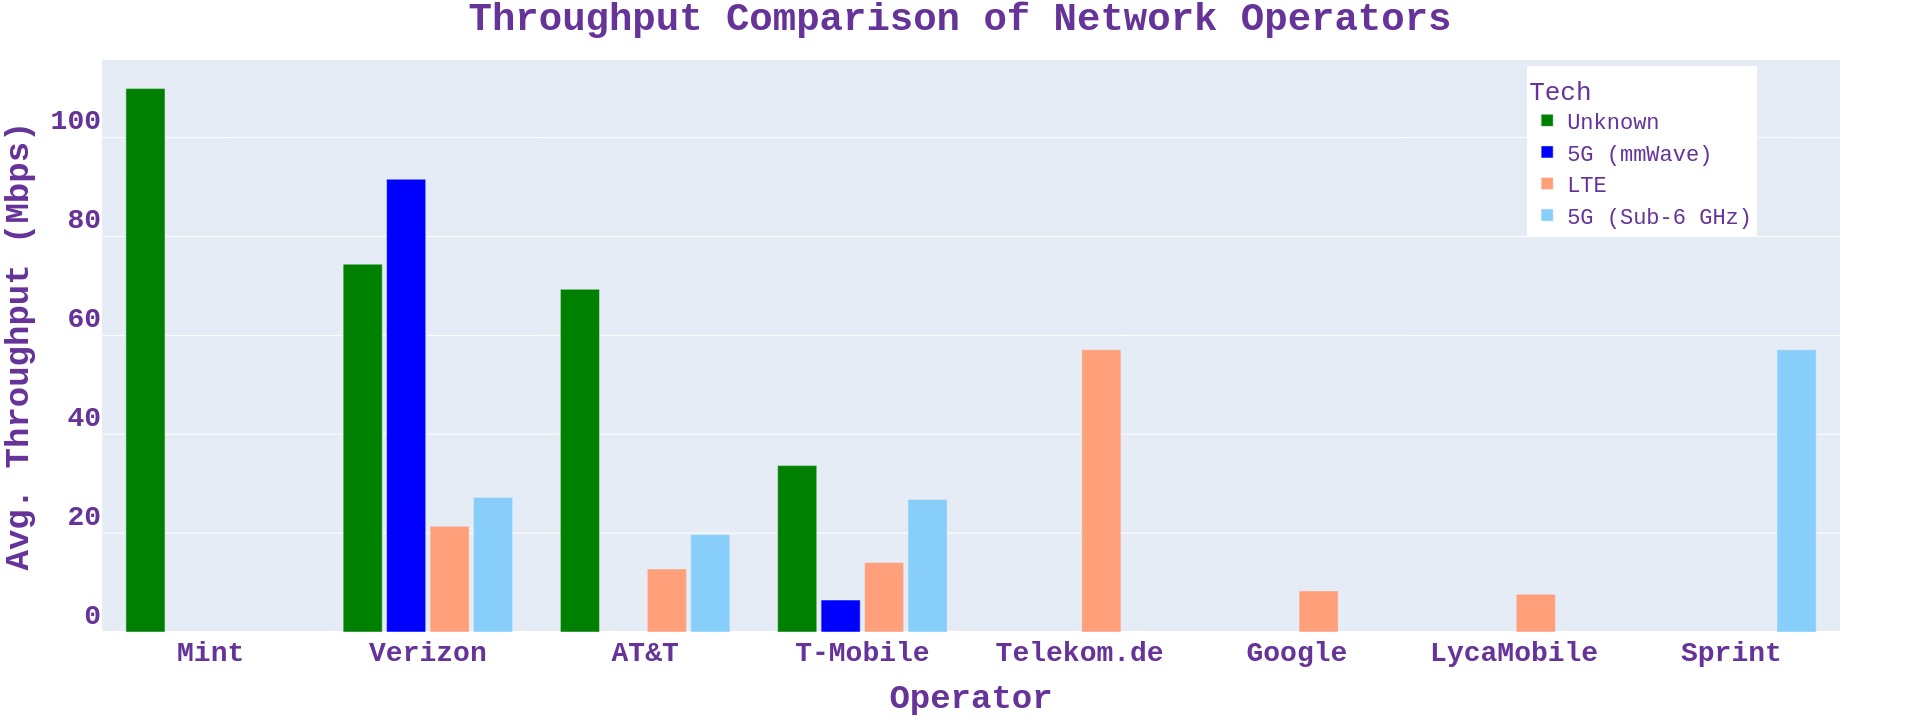 Throughput Comparison of Network Operators
Avg. Throughput (Mbps)
100
80
60
40
20
0
Tech
Unknown
5G (mmWave)
LTE
5G (Sub-6 GHz)
Mint Verizon AT&T T-Mobile Telekom.de Google LycaMobile Sprint
Operator